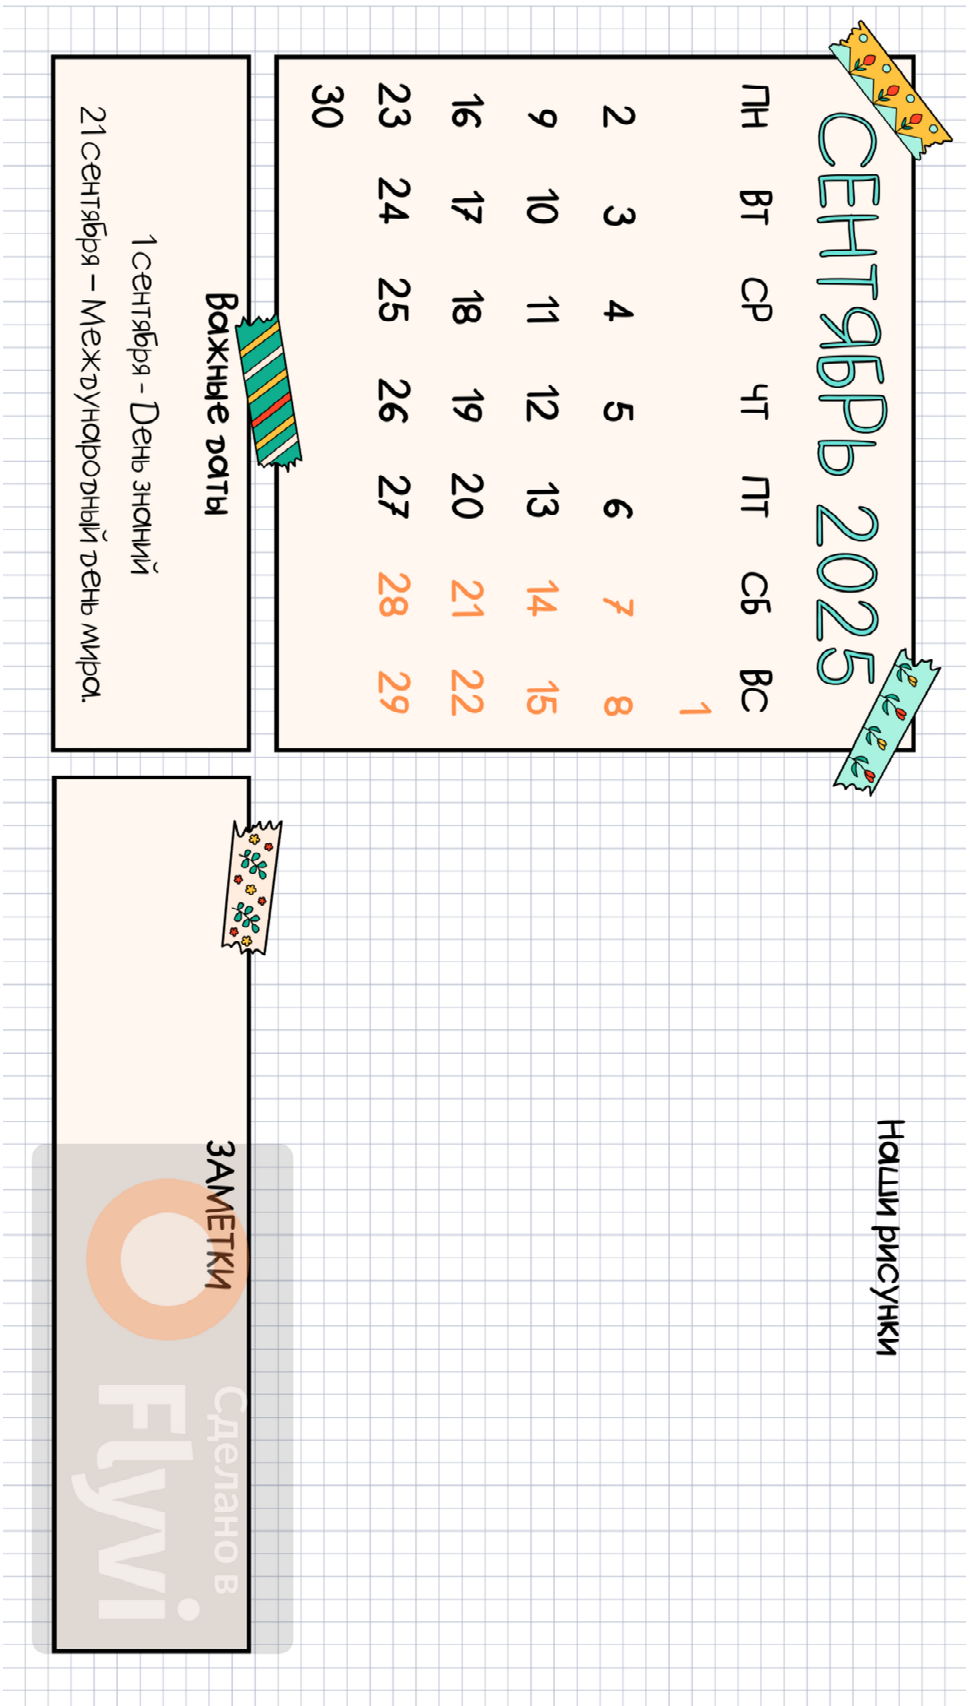 СЕНТЯБРЬ 2025
ПН ВТ СР ЧТ ПТ СБ ВС
1
2 3 4 5 6 7 8
9 10 11 12 13 14 15
16 17 18 19 20 21 22
23 24 25 26 27 28 29
30
Важные даты
1 сентября - День знаний
21 сентября – Международный день мира.
Наши рисунки
ЗАМЕТКИ
Сделано в
Flywi